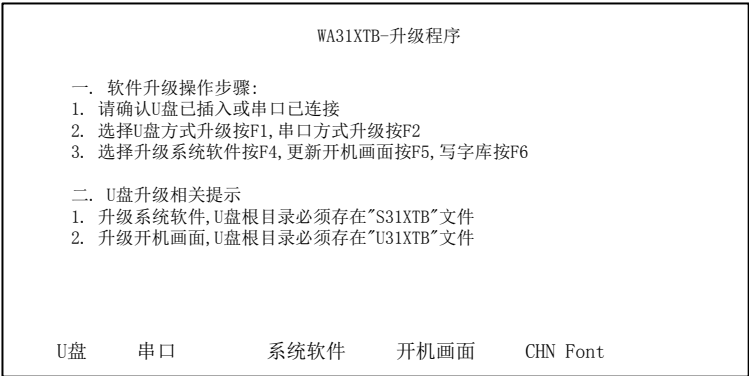 WA31XTB-升级程序
一. 软件升级操作步骤:
1. 请确认U盘已插入或串口已连接
2. 选择U盘方式升级按F1,串口方式升级按F2
3. 选择升级系统软件按F4,更新开机画面按F5,写字库按F6
二. U盘升级相关提示
1. 升级系统软件,U盘根目录必须存在"S31XTB"文件
2. 升级开机画面,U盘根目录必须存在"U31XTB"文件
U盘 串口 系统软件 开机画面 CHN Font